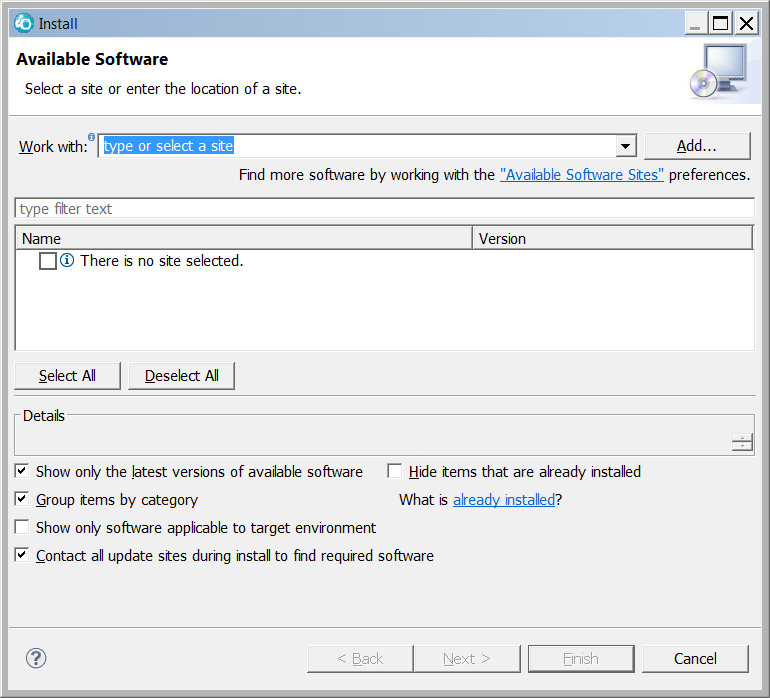 Install
Available Software
Select a site or enter the location of a site.
Work with: type or select a site Add...
Find more software by working with the "Available Software Sites" preferences.
type filter text
Name Version
There is no site selected.
Select All Deselect All
Details
Show only the latest versions of available software Hide items that are already installed
Group items by category What is already installed?
Show only software applicable to target environment
Contact all update sites during install to find required software
? < Back Next > Finish Cancel